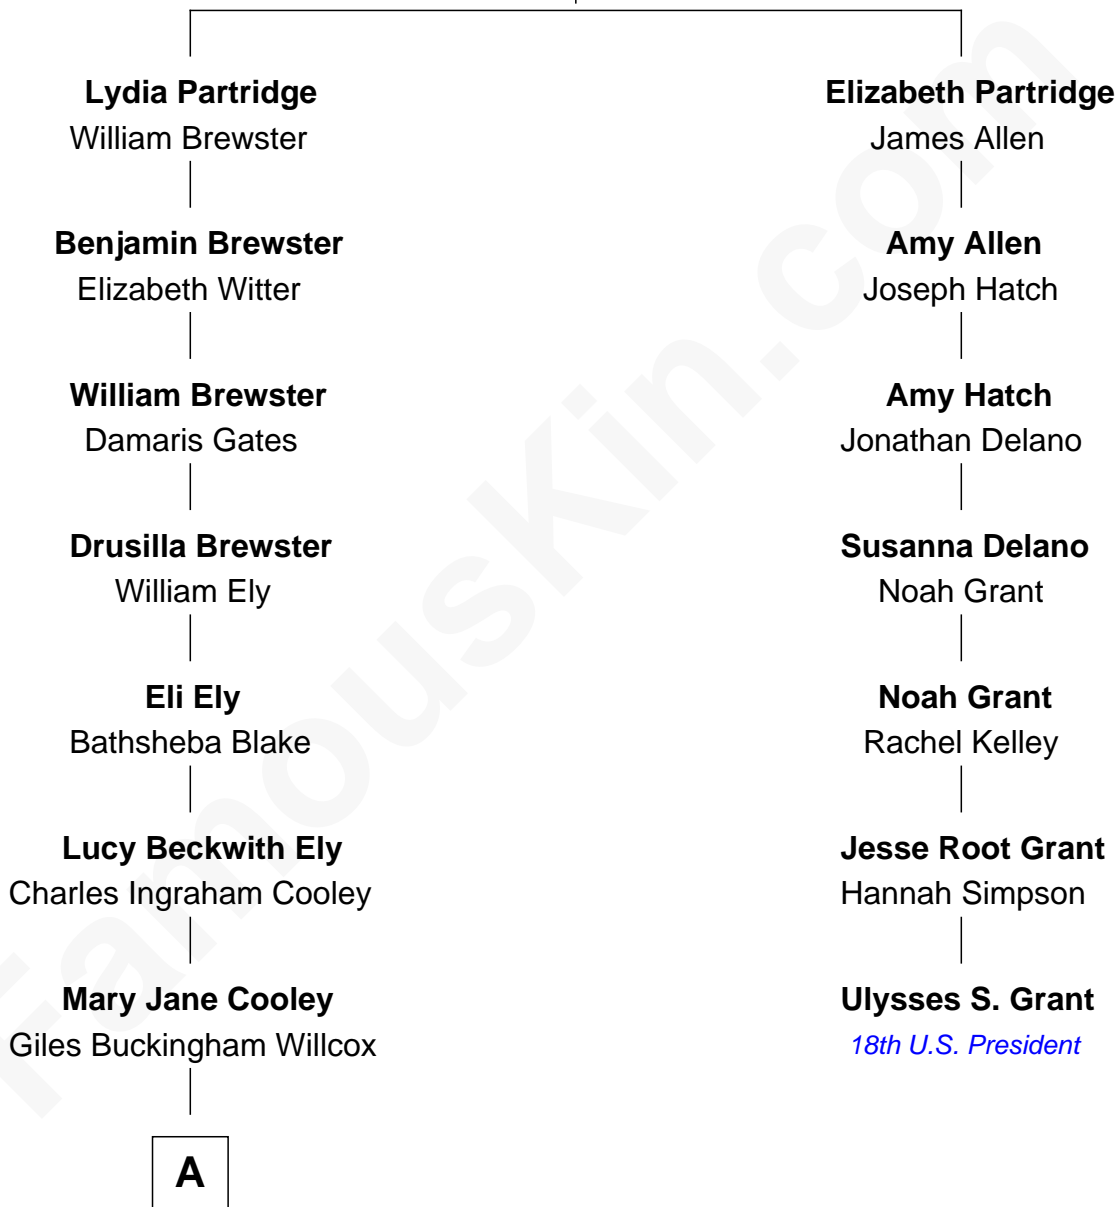 Lydia Partridge
William Brewster
Benjamin Brewster
Elizabeth Witter
William Brewster
Damaris Gates
Drusilla Brewster
William Ely
Eli Ely
Bathsheba Blake
Lucy Beckwith Ely
Charles Ingraham Cooley
Mary Jane Cooley
Giles Buckingham Willcox
A
Elizabeth Partridge
James Allen
Amy Allen
Joseph Hatch
Amy Hatch
Jonathan Delano
Susanna Delano
Noah Grant
Noah Grant
Rachel Kelley
Jesse Root Grant
Hannah Simpson
Ulysses S. Grant
18th U.S. President
FamousKin.com